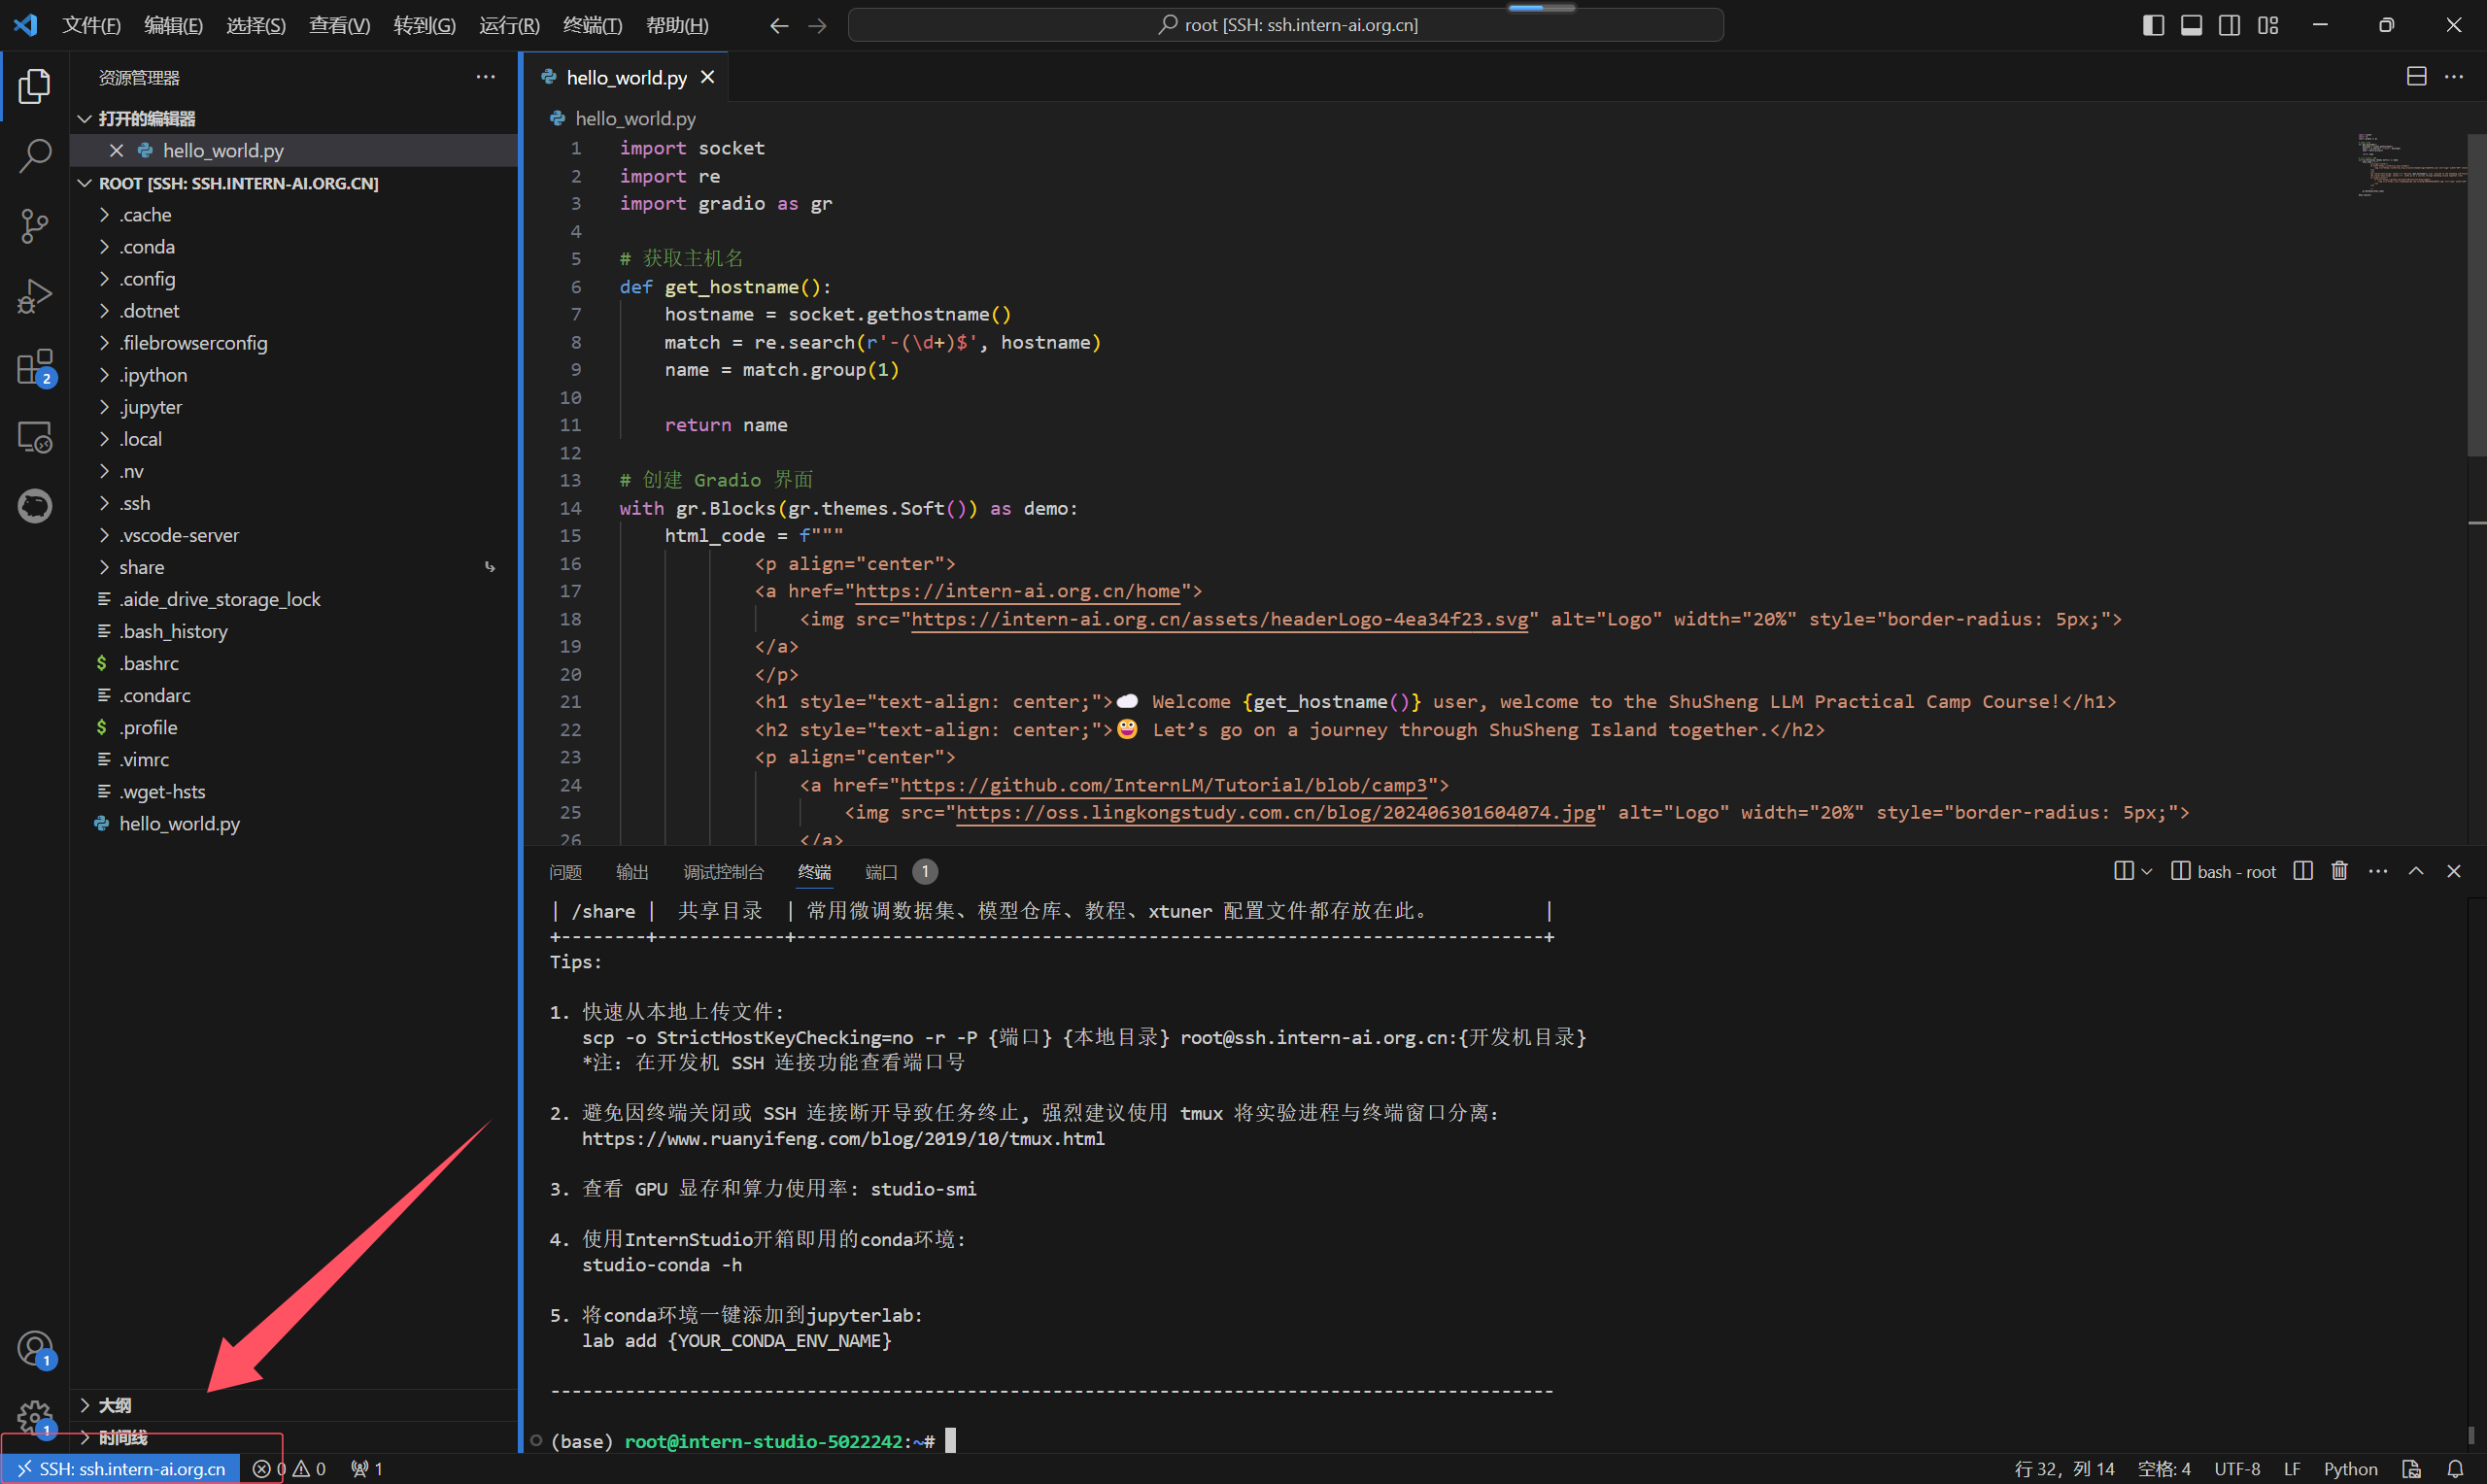 文件(F) 编辑(E) 选择(S) 查看(V) 转到(G) 运行(R) 终端(T) 帮助(H)
root [SSH: ssh.intern-ai.org.cn]
资源管理器
打开的编辑器
hello_world.py
ROOT [SSH: SSH.INTERN-AI.ORG.CN]
.cache
.conda
.config
.dotnet
.filebrowserconfig
.ipython
.jupyter
.local
.nv
.ssh
.vscode-server
share
.aide_drive_storage_lock
.bash_history
$ .bashrc
.condarc
$ .profile
.vimrc
.wget-hsts
hello_world.py
2
1
1
大纲
时间线
hello_world.py
hello_world.py
1 import socket
2 import re
3 import gradio as gr
4
5 # 获取主机名
6 def get_hostname():
7 hostname = socket.gethostname()
8 match = re.search(r'-(\d+)$', hostname)
9 name = match.group(1)
10
11 return name
12
13 # 创建 Gradio 界面
14 with gr.Blocks(gr.themes.Soft()) as demo:
15 html_code = f"""
16 <p align="center">
17 <a href="https://intern-ai.org.cn/home">
18 <img src="https://intern-ai.org.cn/assets/headerLogo-4ea34f23.svg" alt="Logo" width="20%" style="border-radius: 5px;">
19 </a>
20 </p>
21 <h1 style="text-align: center;">☁️ Welcome {get_hostname()} user, welcome to the ShuSheng LLM Practical Camp Course!</h1>
22 <h2 style="text-align: center;">😀 Let’s go on a journey through ShuSheng Island together.</h2>
23 <p align="center">
24 <a href="https://github.com/InternLM/Tutorial/blob/camp3">
25 <img src="https://oss.lingkongstudy.com.cn/blog/202406301604074.jpg" alt="Logo" width="20%" style="border-radius: 5px;">
26 </a>
问题 输出 调试控制台 终端 端口 1
bash - root
| /share | 共享目录 | 常用微调数据集、模型仓库、教程、xtuner 配置文件都存放在此。 |
+--------+------------+----------------------------------------------------------------------+
Tips:
1. 快速从本地上传文件:
scp -o StrictHostKeyChecking=no -r -P {端口} {本地目录} root@ssh.intern-ai.org.cn:{开发机目录}
*注: 在开发机 SSH 连接功能查看端口号
2. 避免因终端关闭或 SSH 连接断开导致任务终止, 强烈建议使用 tmux 将实验进程与终端窗口分离:
https://www.ruanyifeng.com/blog/2019/10/tmux.html
3. 查看 GPU 显存和算力使用率: studio-smi
4. 使用InternStudio开箱即用的conda环境:
studio-conda -h
5. 将conda环境一键添加到jupyterlab:
lab add {YOUR_CONDA_ENV_NAME}
----------------------------------------------------------------------------------------------
(base) root@intern-studio-5022242:~#
SSH: ssh.intern-ai.org.cn 0 0 1
行 32，列 14 空格: 4 UTF-8 LF Python